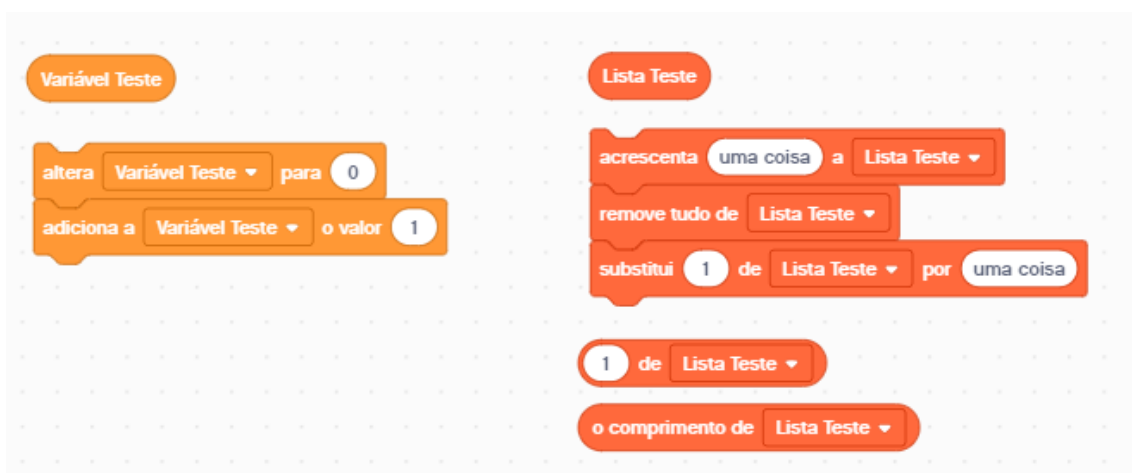 Variável Teste
altera Variável Teste para 0
adiciona a Variável Teste o valor 1
Lista Teste
acrescenta uma coisa a Lista Teste
remove tudo de Lista Teste
substitui 1 de Lista Teste por uma coisa
1 de Lista Teste
o comprimento de Lista Teste